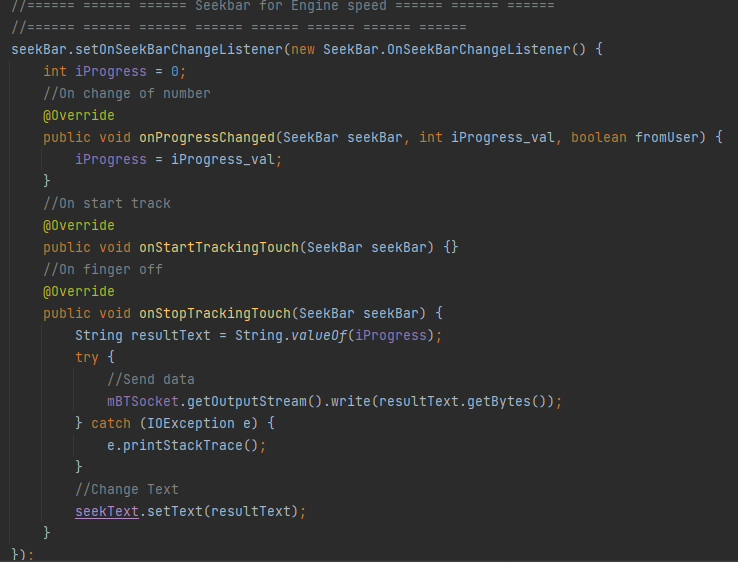 //====== ====== ====== Seekbar for Engine speed ====== ====== ======
//====== ====== ====== ====== ====== ====== ====== ======
seekBar.setOnSeekBarChangeListener(new SeekBar.OnSeekBarChangeListener() {
    int iProgress = 0;
    //On change of number
    @Override
    public void onProgressChanged(SeekBar seekBar, int iProgress_val, boolean fromUser) {
        iProgress = iProgress_val;
    }
    //On start track
    @Override
    public void onStartTrackingTouch(SeekBar seekBar) {}
    //On finger off
    @Override
    public void onStopTrackingTouch(SeekBar seekBar) {
        String resultText = String.valueOf(iProgress);
        try {
            //Send data
            mBTSocket.getOutputStream().write(resultText.getBytes());
        } catch (IOException e) {
            e.printStackTrace();
        }
        //Change Text
        seekText.setText(resultText);
    }
});